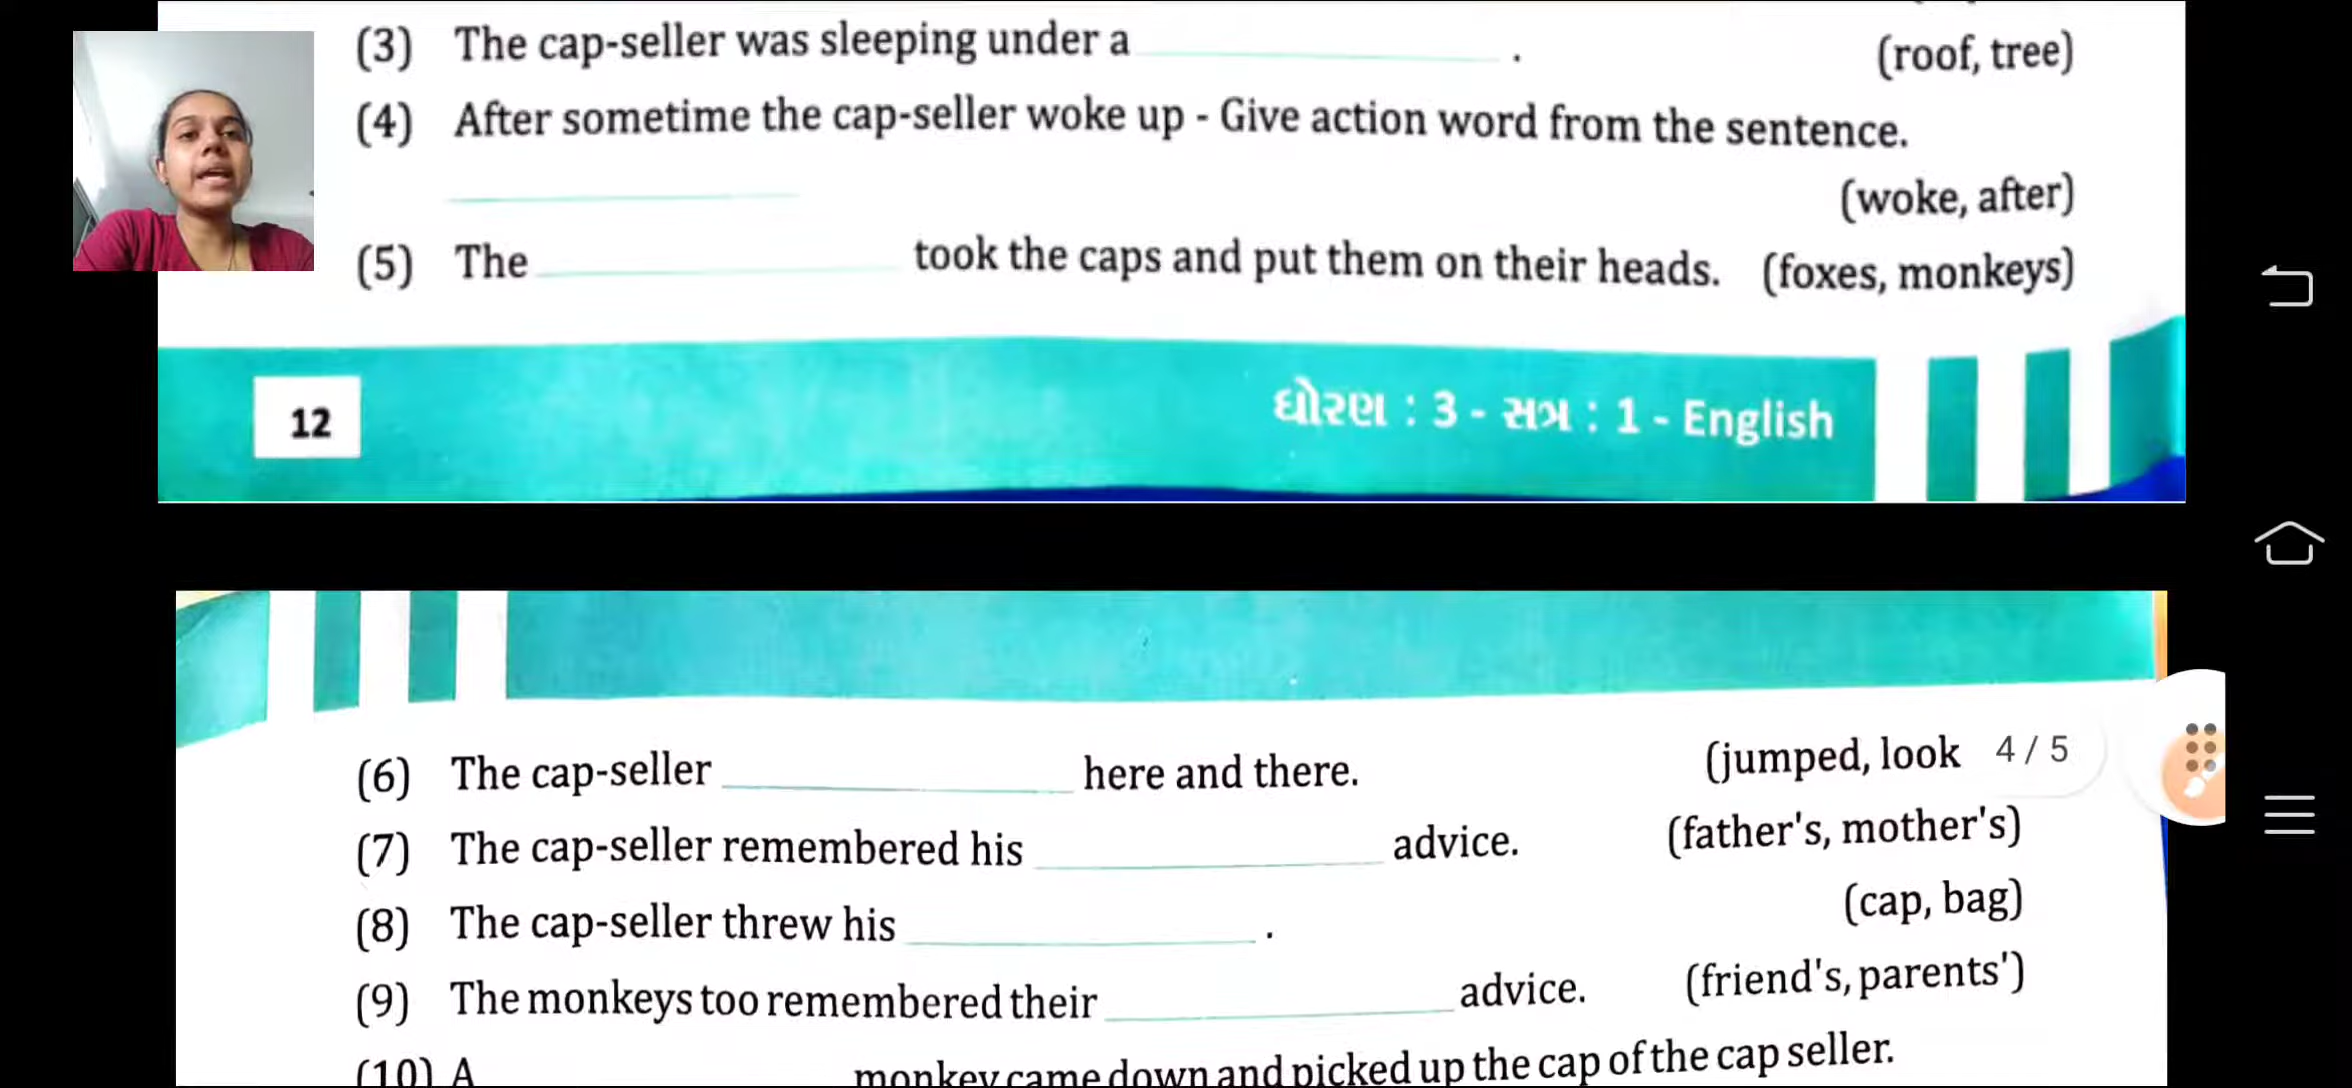 (3) The cap-seller was sleeping under a ____________ . (roof, tree)
(4) After sometime the cap-seller woke up - Give action word from the sentence.
____________ (woke, after)
(5) The ____________ took the caps and put them on their heads. (foxes, monkeys)
12
ધોરણ : 3 - સત્ર : 1 - English
(6) The cap-seller ____________ here and there. (jumped, look
4 / 5
(7) The cap-seller remembered his ____________ advice. (father's, mother's)
(8) The cap-seller threw his ____________ . (cap, bag)
(9) The monkeys too remembered their ____________ advice. (friend's, parents')
(10) A ____________ monkey came down and picked up the cap of the cap seller.